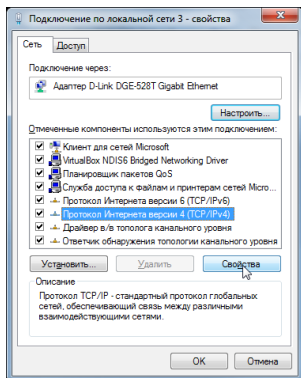 Подключение по локальной сети 3 - свойства
Сеть Доступ
Подключение через:
Адаптер D-Link DGE-528T Gigabit Ethernet
Настроить...
Отмеченные компоненты используются этим подключением:
Клиент для сетей Microsoft
VirtualBox NDIS6 Bridged Networking Driver
Планировщик пакетов QoS
Служба доступа к файлам и принтерам сетей Micro...
Протокол Интернета версии 6 (TCP/IPv6)
Протокол Интернета версии 4 (TCP/IPv4)
Драйвер в/в тополога канального уровня
Ответчик обнаружения топологии канального уровня
Установить... Удалить Свойства
Описание
Протокол TCP/IP - стандартный протокол глобальных
сетей, обеспечивающий связь между различными
взаимодействующими сетями.
OK Отмена